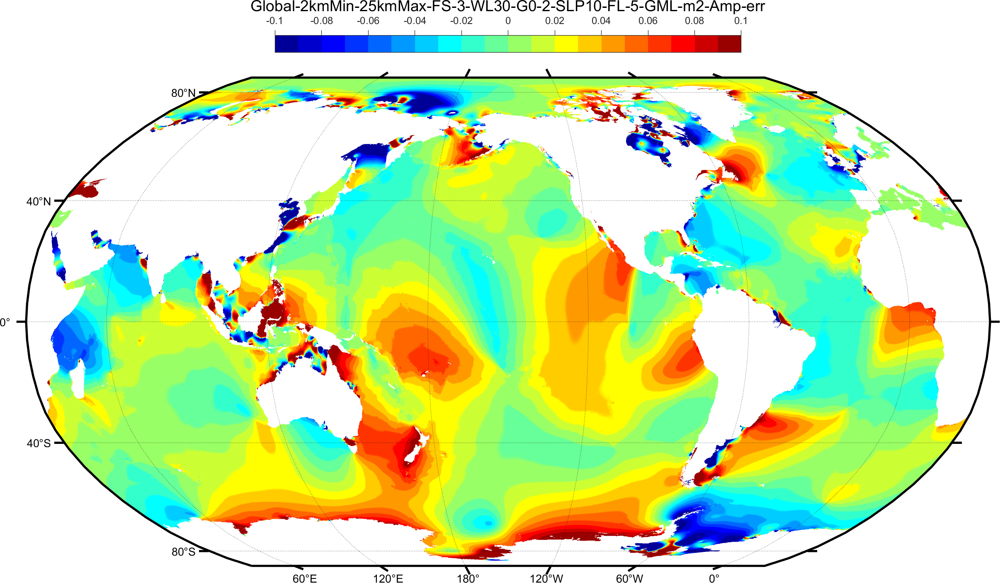 Global-2kmMin-25kmMax-FS-3-WL30-G0-2-SLP10-FL-5-GML-m2-Amp-err
-0.1 -0.08 -0.06 -0.04 -0.02 0 0.02 0.04 0.06 0.08 0.1
80°N
40°N
0°
40°S
80°S
60°E 120°E 180° 120°W 60°W 0°